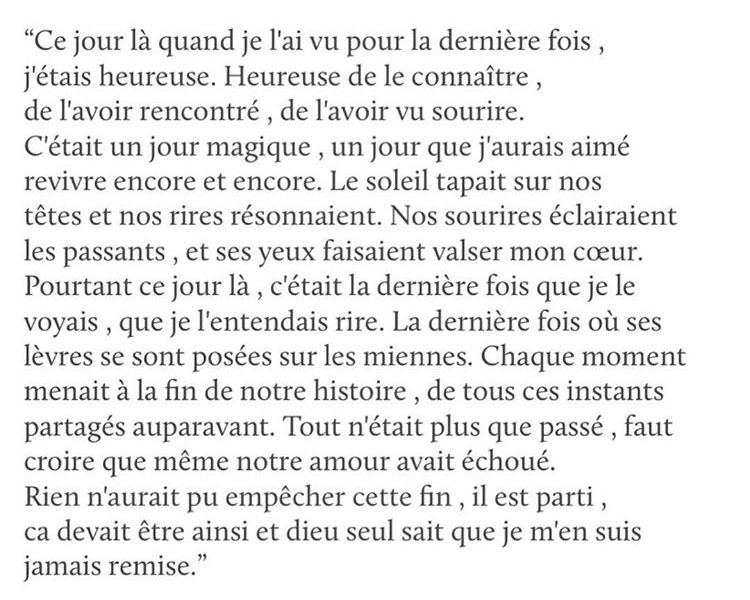 “Ce jour là quand je l'ai vu pour la dernière fois ,
j'étais heureuse. Heureuse de le connaître ,
de l'avoir rencontré , de l'avoir vu sourire.
C'était un jour magique , un jour que j'aurais aimé
revivre encore et encore. Le soleil tapait sur nos
têtes et nos rires résonnaient. Nos sourires éclairaient
les passants , et ses yeux faisaient valser mon cœur.
Pourtant ce jour là , c'était la dernière fois que je le
voyais , que je l'entendais rire. La dernière fois où ses
lèvres se sont posées sur les miennes. Chaque moment
menait à la fin de notre histoire , de tous ces instants
partagés auparavant. Tout n'était plus que passé , faut
croire que même notre amour avait échoué.
Rien n'aurait pu empêcher cette fin , il est parti ,
ca devait être ainsi et dieu seul sait que je m'en suis
jamais remise.”